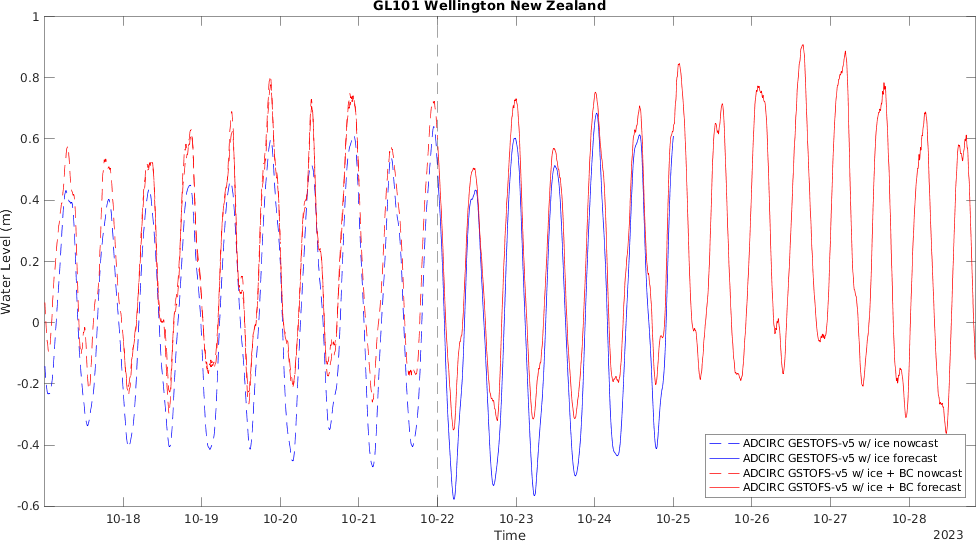 GL101 Wellington New Zealand
1
0.8
0.6
0.4
0.2
0
-0.2
-0.4
-0.6
Water Level (m)
10-18 10-19 10-20 10-21 10-22 10-23 10-24 10-25 10-26 10-27 10-28
Time
2023
ADCIRC GESTOFS-v5 w/ ice nowcast
ADCIRC GESTOFS-v5 w/ ice forecast
ADCIRC GSTOFS-v5 w/ ice + BC nowcast
ADCIRC GSTOFS-v5 w/ ice + BC forecast